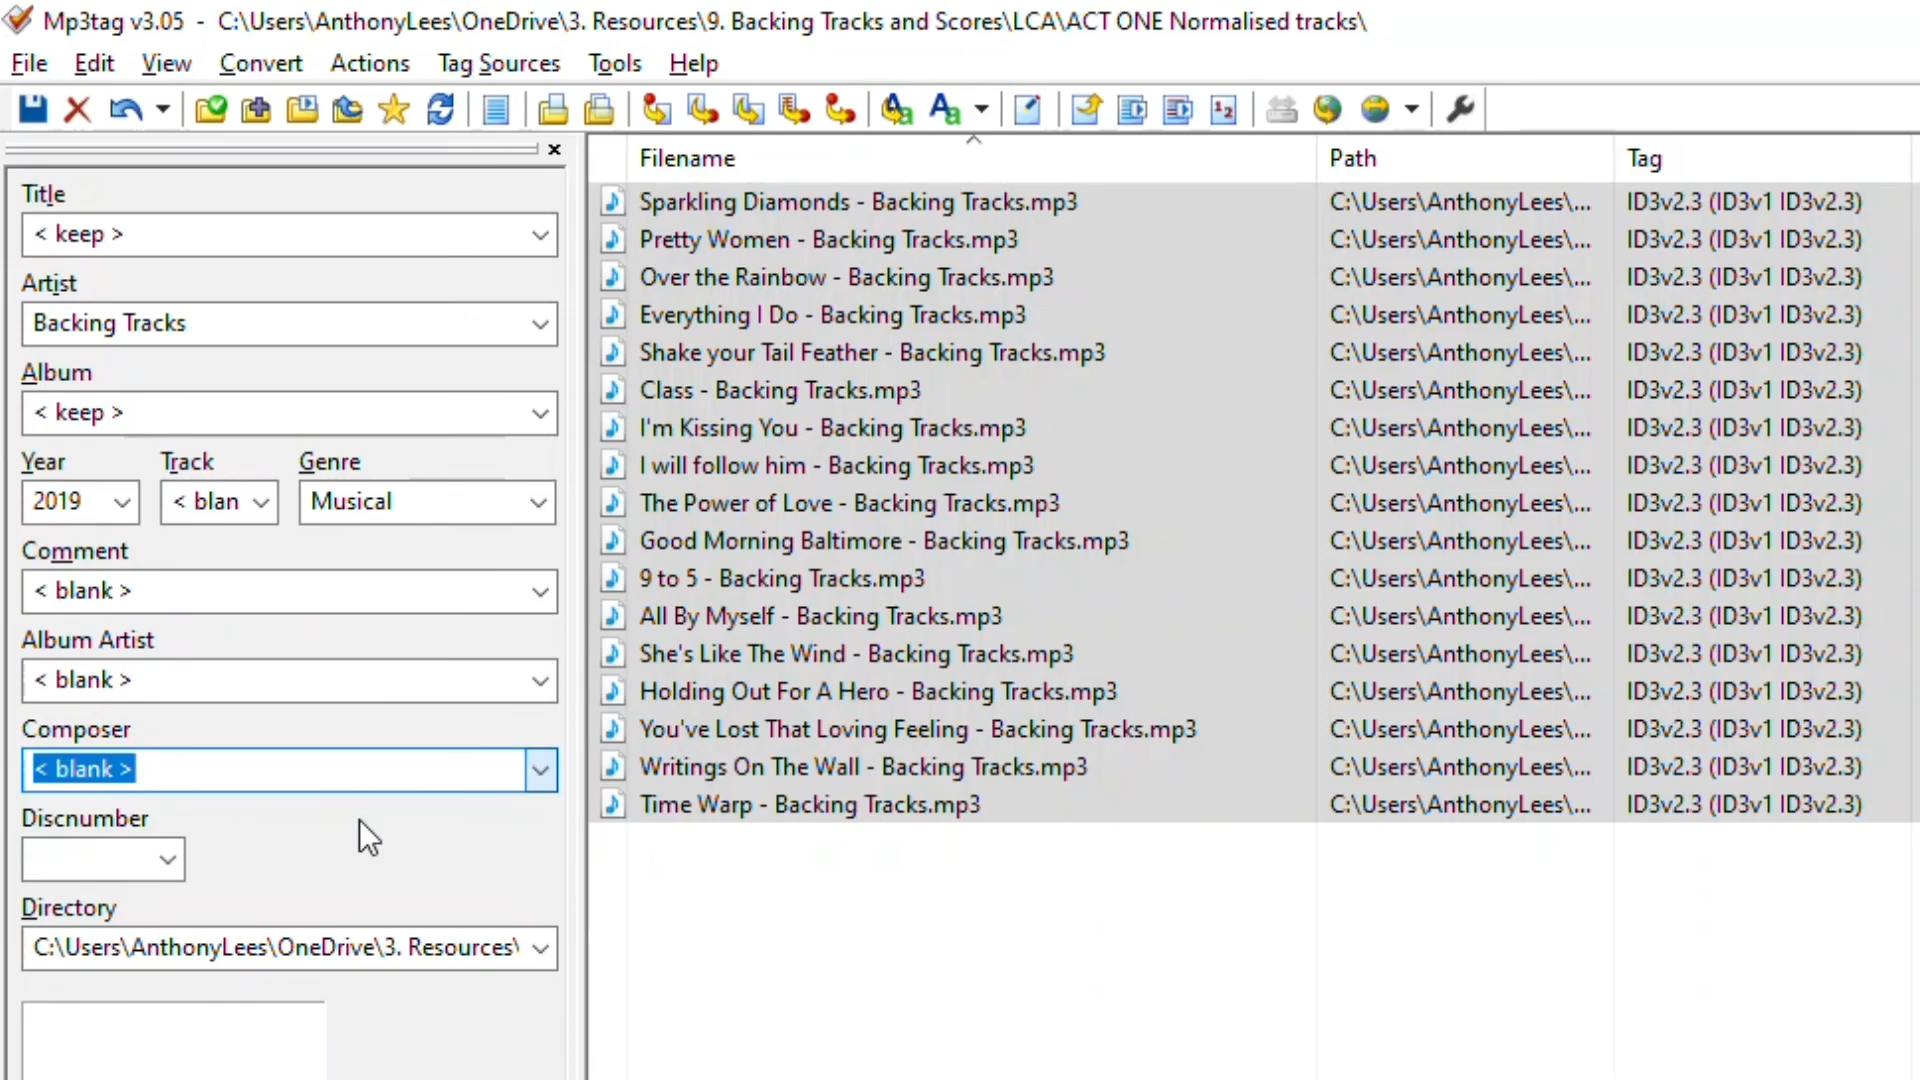 Mp3tag v3.05 - C:\Users\AnthonyLees\OneDrive\3. Resources\9. Backing Tracks and Scores\LCA\ACT ONE Normalised tracks\
File Edit View Convert Actions Tag Sources Tools Help
Filename Path Tag
Title
< keep >
Artist
Backing Tracks
Album
< keep >
Year Track Genre
2019 < blan Musical
Comment
< blank >
Album Artist
< blank >
Composer
< blank >
Discnumber
Directory
C:\Users\AnthonyLees\OneDrive\3. Resources\
Sparkling Diamonds - Backing Tracks.mp3 C:\Users\AnthonyLees\... ID3v2.3 (ID3v1 ID3v2.3)
Pretty Women - Backing Tracks.mp3 C:\Users\AnthonyLees\... ID3v2.3 (ID3v1 ID3v2.3)
Over the Rainbow - Backing Tracks.mp3 C:\Users\AnthonyLees\... ID3v2.3 (ID3v1 ID3v2.3)
Everything I Do - Backing Tracks.mp3 C:\Users\AnthonyLees\... ID3v2.3 (ID3v1 ID3v2.3)
Shake your Tail Feather - Backing Tracks.mp3 C:\Users\AnthonyLees\... ID3v2.3 (ID3v1 ID3v2.3)
Class - Backing Tracks.mp3 C:\Users\AnthonyLees\... ID3v2.3 (ID3v1 ID3v2.3)
I'm Kissing You - Backing Tracks.mp3 C:\Users\AnthonyLees\... ID3v2.3 (ID3v1 ID3v2.3)
I will follow him - Backing Tracks.mp3 C:\Users\AnthonyLees\... ID3v2.3 (ID3v1 ID3v2.3)
The Power of Love - Backing Tracks.mp3 C:\Users\AnthonyLees\... ID3v2.3 (ID3v1 ID3v2.3)
Good Morning Baltimore - Backing Tracks.mp3 C:\Users\AnthonyLees\... ID3v2.3 (ID3v1 ID3v2.3)
9 to 5 - Backing Tracks.mp3 C:\Users\AnthonyLees\... ID3v2.3 (ID3v1 ID3v2.3)
All By Myself - Backing Tracks.mp3 C:\Users\AnthonyLees\... ID3v2.3 (ID3v1 ID3v2.3)
She's Like The Wind - Backing Tracks.mp3 C:\Users\AnthonyLees\... ID3v2.3 (ID3v1 ID3v2.3)
Holding Out For A Hero - Backing Tracks.mp3 C:\Users\AnthonyLees\... ID3v2.3 (ID3v1 ID3v2.3)
You've Lost That Loving Feeling - Backing Tracks.mp3 C:\Users\AnthonyLees\... ID3v2.3 (ID3v1 ID3v2.3)
Writings On The Wall - Backing Tracks.mp3 C:\Users\AnthonyLees\... ID3v2.3 (ID3v1 ID3v2.3)
Time Warp - Backing Tracks.mp3 C:\Users\AnthonyLees\... ID3v2.3 (ID3v1 ID3v2.3)